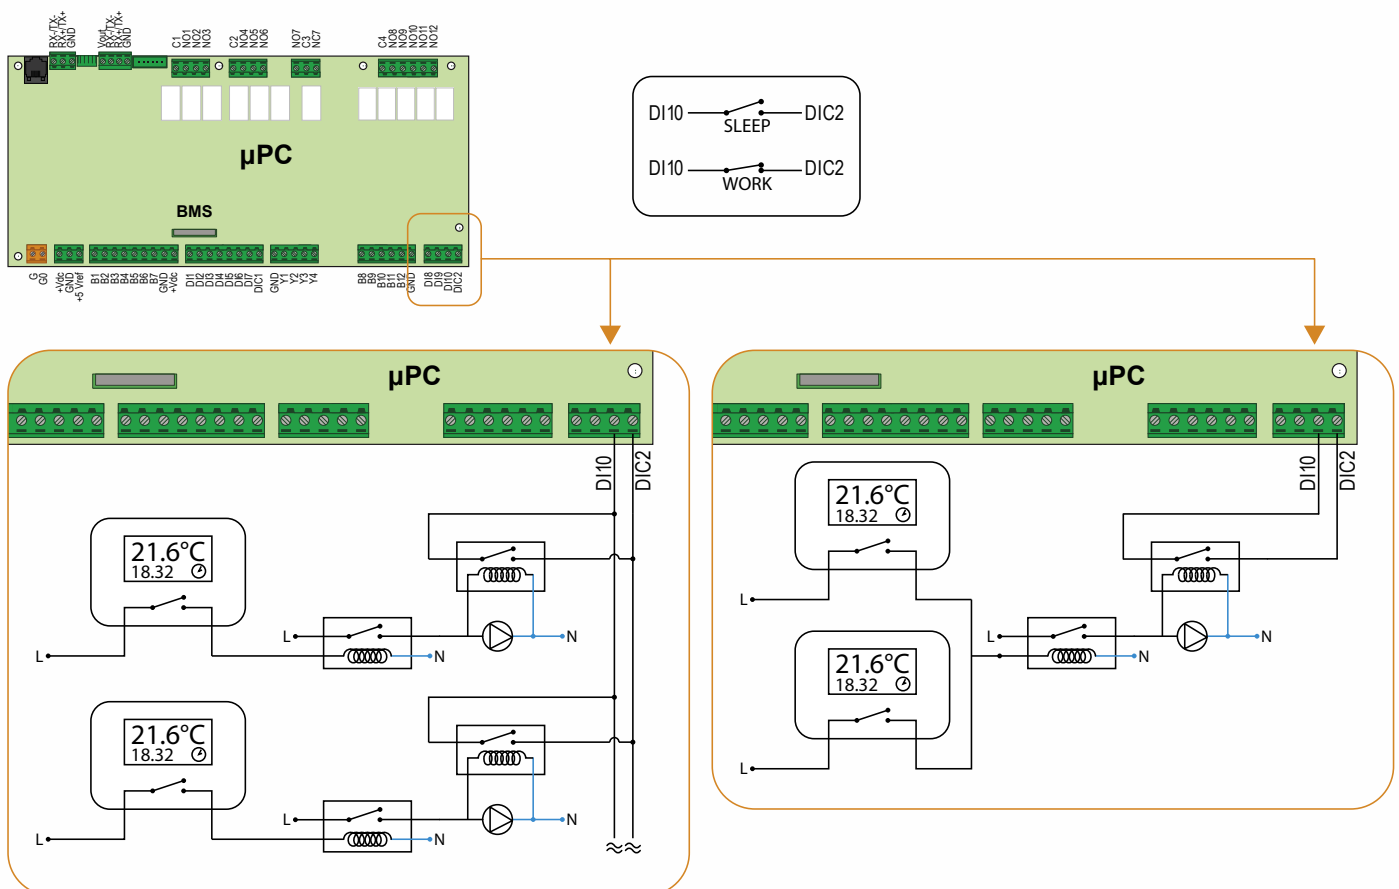 RX-/TX-
RX+/TX+
GND
Vout
RX-/TX-
RX+/TX+
GND
C1
NO1
NO2
NO3
C2
NO4
NO5
NO6
NO7
C3
NC7
C4
NO8
NO9
NO10
NO11
NO12
µPC
BMS
G
G0
+Vdc
GND
+5 Vref
B1
B2
B3
B4
B5
B6
B7
GND
+Vdc
DI1
DI2
DI3
DI4
DI5
DI6
DI7
DIC1
GND
Y1
Y2
Y3
Y4
B8
B9
B10
B11
B12
GND
DI8
DI9
DI10
DIC2
DI10 DIC2
SLEEP
DI10 DIC2
WORK
µPC
DI10
DIC2
21.6°C
18.32
L
L
N
N
21.6°C
18.32
L
L
N
N
µPC
DI10
DIC2
21.6°C
18.32
L
21.6°C
18.32
L
L
N
N